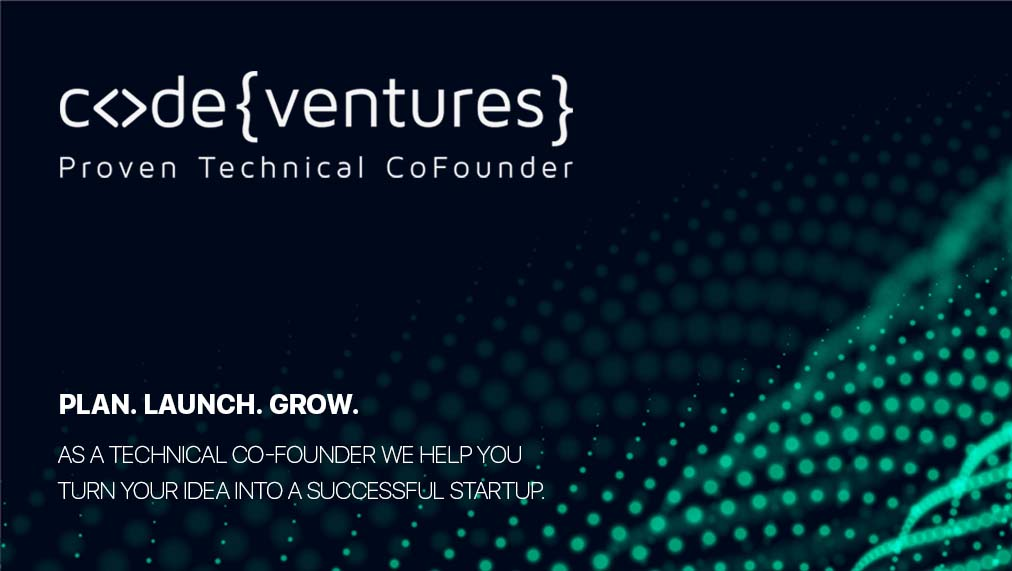 c<>de{ventures}
Proven Technical CoFounder
PLAN. LAUNCH. GROW.
AS A TECHNICAL CO-FOUNDER WE HELP YOU
TURN YOUR IDEA INTO A SUCCESSFUL STARTUP.